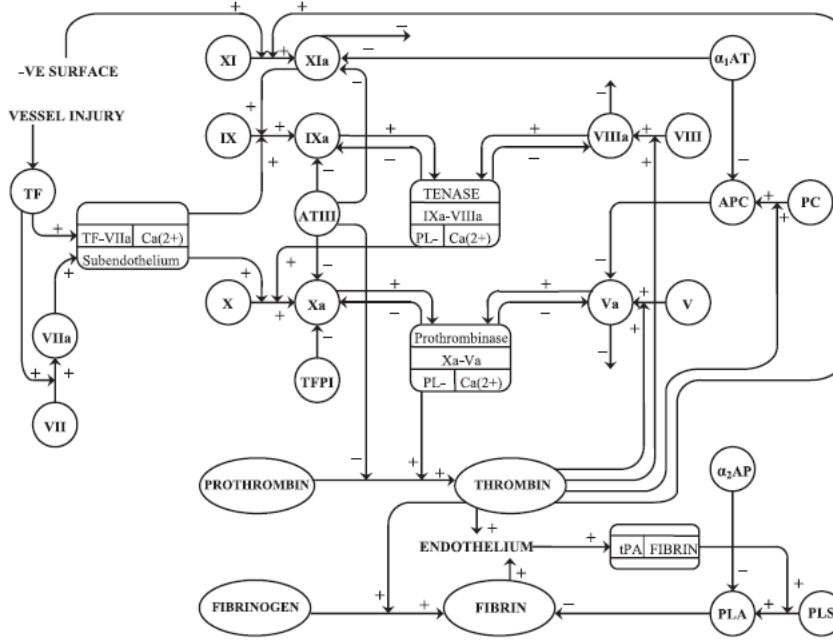 -VE SURFACE
VESSEL INJURY
XI
+
XIa
+
+
-
-
α₁AT
IX
+
+
+
IXa
+
-
+
-
VIIIa
-
+
VIII
+
-
TF
+
TF-VIIa Ca(2+)
Subendothelium
ATIII
-
-
TENASE
IXa-VIIIa
PL- Ca(2+)
APC
+
PC
+
X
+
+
+
Xa
+
-
+
-
Va
-
-
+
V
+
VIIa
+
+
+
VII
TFPI
-
Prothrombinase
Xa-Va
PL- Ca(2+)
PROTHROMBIN
-
+
+
THROMBIN
α₂AP
ENDOTHELIUM
+
+
tPA FIBRIN
+
-
FIBRINOGEN
+
+
FIBRIN
+
-
PLA
+
PLS